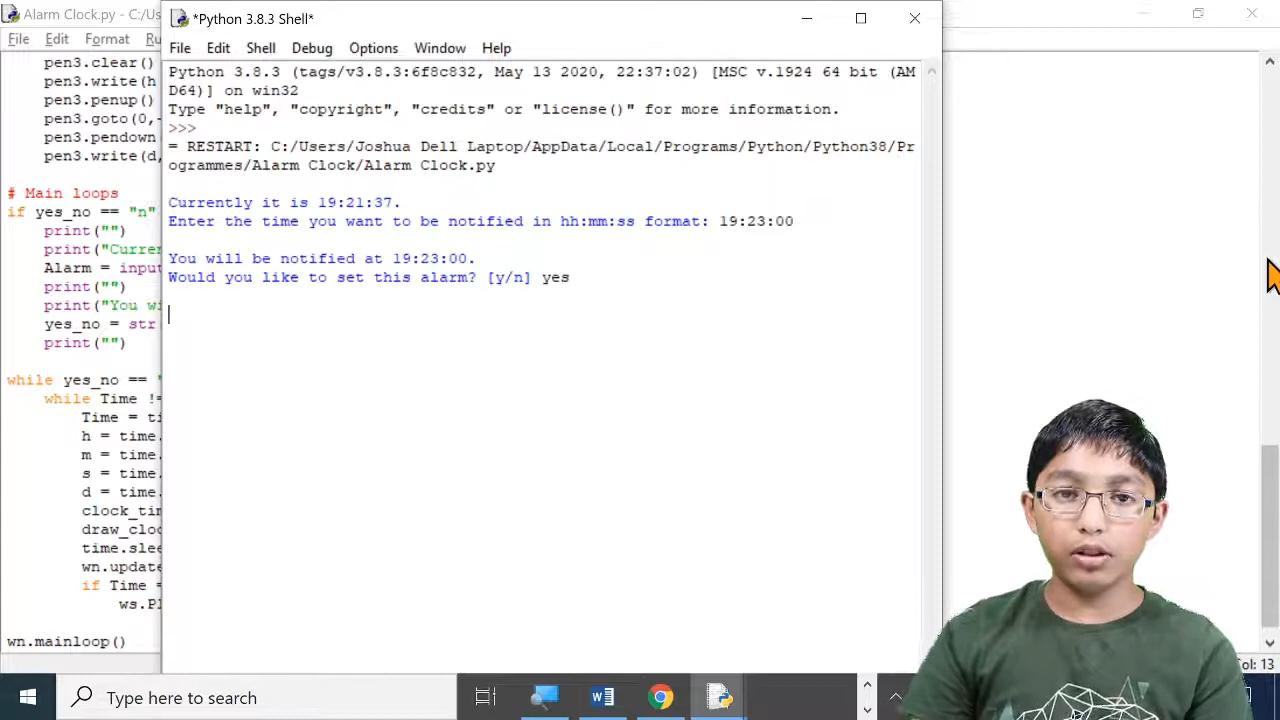 Alarm Clock.py - C:/Us
*Python 3.8.3 Shell*
File Edit Format Ru
File Edit Shell Debug Options Window Help
pen3.clear()
pen3.write(h
pen3.penup()
pen3.goto(0,-
pen3.pendown
pen3.write(d,
# Main loops
if yes_no == "n"
print("")
print("Curre
Alarm = inpu
print("")
print("You wi
yes_no = str
print("")
while yes_no == "
while Time !=
Time = ti
h = time.
m = time.
s = time.
d = time.
clock_tim
draw_cloc
time.slee
wn.update
if Time =
ws.Pl
wn.mainloop()
Python 3.8.3 (tags/v3.8.3:6f8c832, May 13 2020, 22:37:02) [MSC v.1924 64 bit (AM
D64)] on win32
Type "help", "copyright", "credits" or "license()" for more information.
>>>
= RESTART: C:/Users/Joshua Dell Laptop/AppData/Local/Programs/Python/Python38/Pr
ogrammes/Alarm Clock/Alarm Clock.py
Currently it is 19:21:37.
Enter the time you want to be notified in hh:mm:ss format: 19:23:00
You will be notified at 19:23:00.
Would you like to set this alarm? [y/n] yes
Col: 13
Type here to search